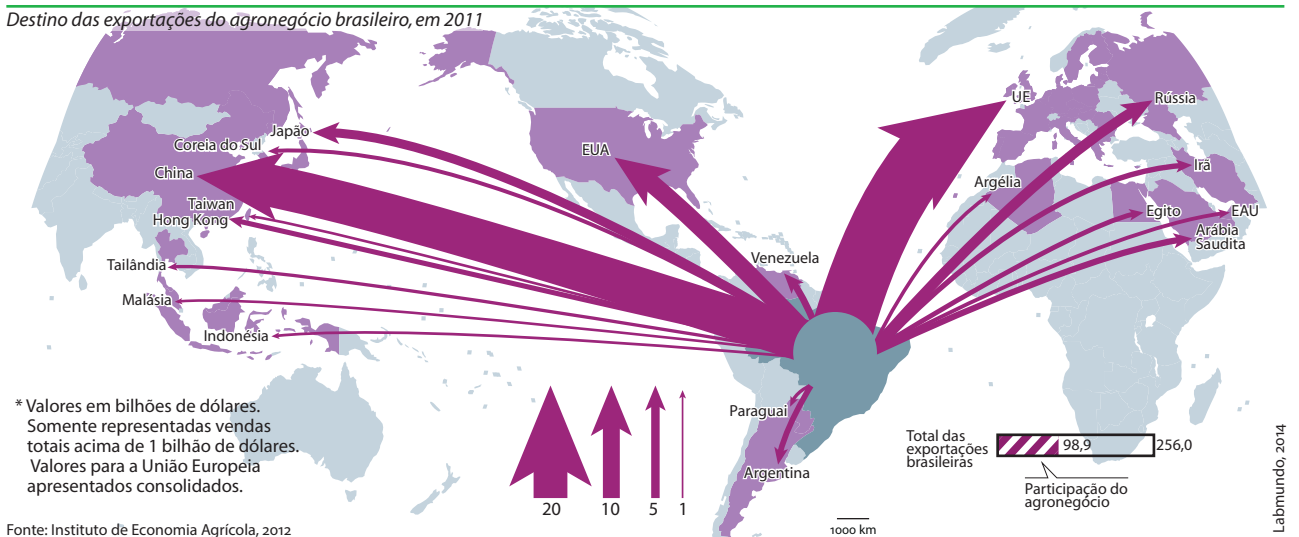 Destino das exportações do agronegócio brasileiro, em 2011
Japão
Coreia do Sul
China
Taiwan
Hong Kong
Tailândia
Malásia
Indonésia
EUA
Venezuela
Paraguai
Argentina
UE
Rússia
Argélia
Irã
Egito
EAU
Arábia
Saudita
* Valores em bilhões de dólares.
Somente representadas vendas
totais acima de 1 bilhão de dólares.
Valores para a União Europeia
apresentados consolidados.
20 10 5 1
Total das
exportações
brasileiras
98,9 256,0
Participação do
agronegócio
1000 km
Fonte: Instituto de Economia Agrícola, 2012
Labmundo, 2014